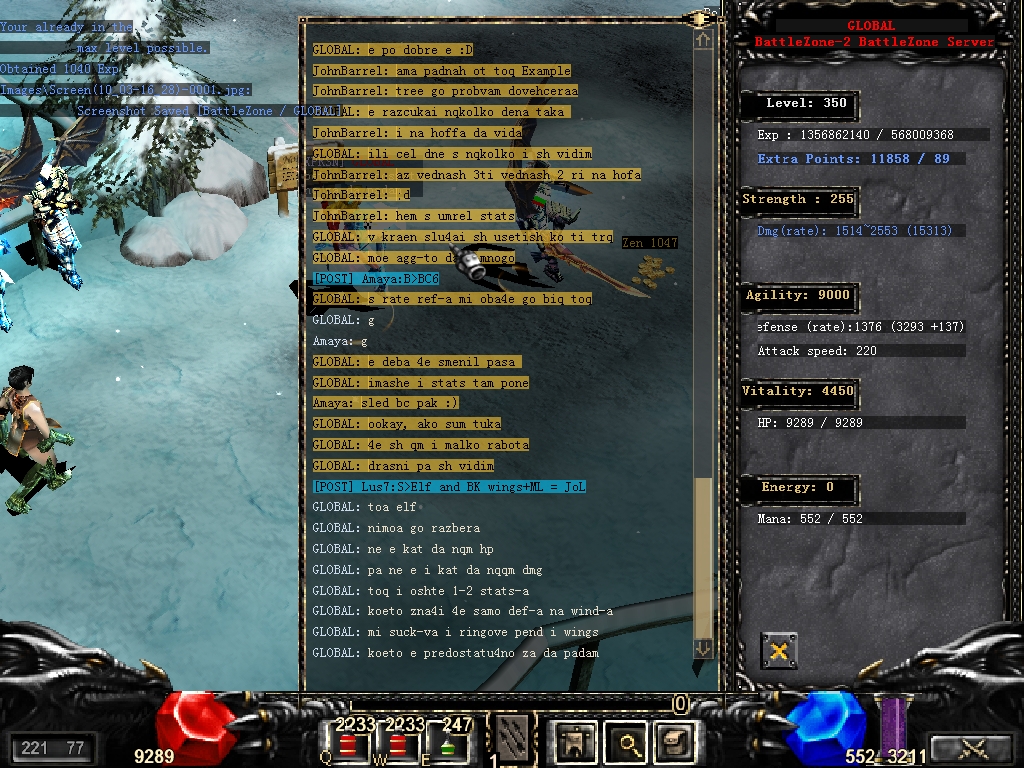 Your already in the
max level possible.
Obtained 1040 Exp
Images\Screen(10_03-16_28)-0001.jpg:
Screenshot Saved [BattleZone / GLOBAL]
GLOBAL: e po dobre e :D
JohnBarrel: ama padnah ot toq Example
JohnBarrel: tree go probvam dovehceraa
GLOBAL: e razcukai nqkolko dena taka
JohnBarrel: i na hoffa da vida
GLOBAL: ili cel dne s nqkolko i sh vidim
JohnBarrel: az vednash 3ti vednash 2 ri na hofa
JohnBarrel: ;d
JohnBarrel: hem s umrel stats
GLOBAL: v kraen slu4ai sh usetish ko ti trq
GLOBAL: moe agg-to da mnogo
[POST] Amaya:B>BC6
GLOBAL: s rate ref-a mi oba4e go biq toq
GLOBAL: g
Amaya: g
GLOBAL: e deba 4e smenil pasa
GLOBAL: imashe i stats tam pone
Amaya: sled bc pak :)
GLOBAL: ookay, ako sum tuka
GLOBAL: 4e sh qm i malko rabota
GLOBAL: drasni pa sh vidim
[POST] Lus7:S>Elf and BK wings+ML = JoL
GLOBAL: toa elf
GLOBAL: nimoa go razbera
GLOBAL: ne e kat da nqm hp
GLOBAL: pa ne e i kat da nqqm dmg
GLOBAL: toq i oshte 1-2 stats-a
GLOBAL: koeto zna4i 4e samo def-a na wind-a
GLOBAL: mi suck-va i ringove pend i wings
GLOBAL: koeto e predostatu4no za da padam
Zen 1047
GLOBAL
BattleZone-2 BattleZone Server
Level: 350
Exp : 1356862140 / 568009368
Extra Points: 11858 / 89
Strength : 255
Dmg(rate): 1514~2553 (15313)
Agility: 9000
efense (rate):1376 (3293 +137)
Attack speed: 220
Vitality: 4450
HP: 9289 / 9289
Energy: 0
Mana: 552 / 552
221 77
9289
2233 2233 247
Q W E
1
0
552 3211